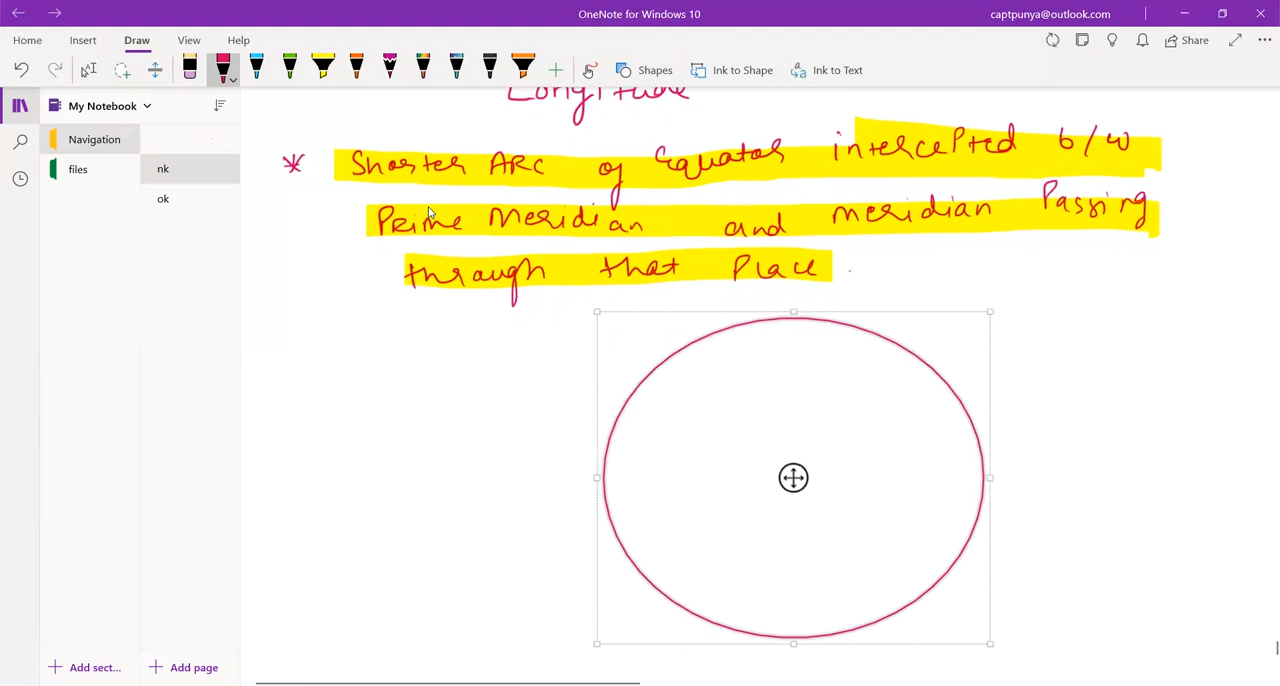 OneNote for Windows 10
captpunya@outlook.com
Home Insert Draw View Help
Share
Shapes Ink to Shape Ink to Text
My Notebook
Navigation
files
nk
ok
Longitude
* Shorter ARC of Equator intercepted b/w
Prime Meridian and meridian Passing
through that Place
+ Add sect... + Add page